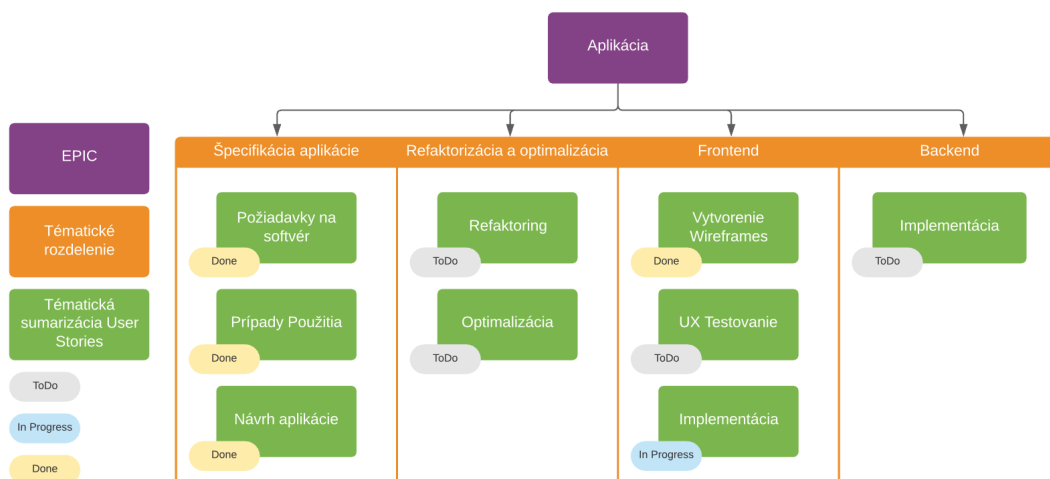 Aplikácia
EPIC
Tématické
rozdelenie
Tématická
sumarizácia User
Stories
ToDo
In Progress
Done
Špecifikácia aplikácie
Požiadavky na
softvér
Done
Prípady Použitia
Done
Návrh aplikácie
Done
Refaktorizácia a optimalizácia
Refaktoring
ToDo
Optimalizácia
ToDo
Frontend
Vytvorenie
Wireframes
Done
UX Testovanie
ToDo
Implementácia
In Progress
Backend
Implementácia
ToDo